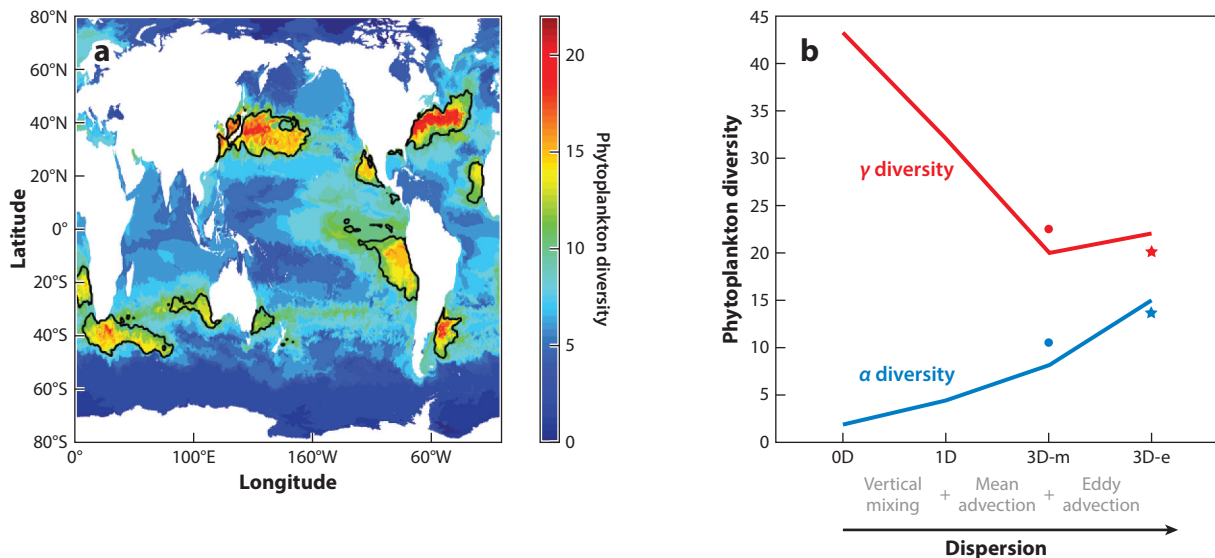 a
80°N
60°N
40°N
20°N
0°
20°S
40°S
60°S
80°S
Latitude
0°
100°E
160°W
60°W
Longitude
20
15
10
5
0
Phytoplankton diversity
b
45
40
35
30
25
20
15
10
5
0
Phytoplankton diversity
γ diversity
α diversity
0D
1D
3D-m
3D-e
Vertical mixing + Mean advection + Eddy advection
Dispersion